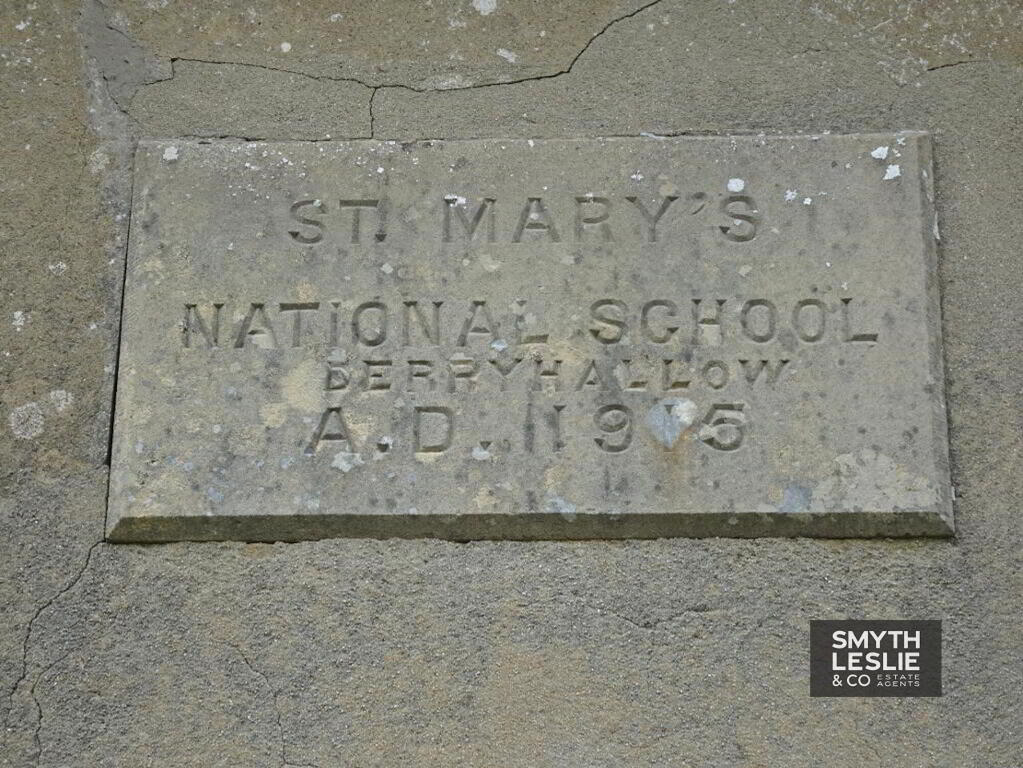 ST. MARY'S
NATIONAL SCHOOL
DERRYHALLOW
A.D.
SMYTH
LESLIE
& CO ESTATE AGENTS